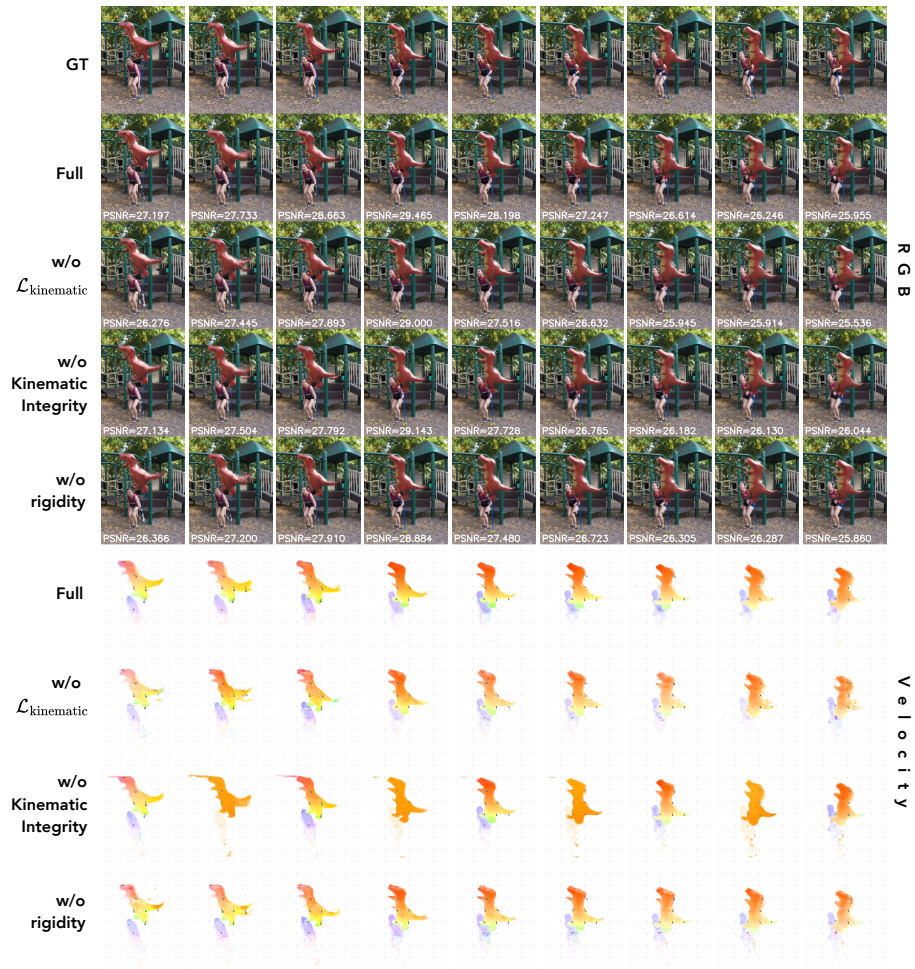 GT
Full
PSNR=27.197 PSNR=27.733 PSNR=28.663 PSNR=29.465 PSNR=28.198 PSNR=27.247 PSNR=26.614 PSNR=26.246 PSNR=25.955
w/o
ℒkinematic
PSNR=26.276 PSNR=27.445 PSNR=27.893 PSNR=29.000 PSNR=27.516 PSNR=26.632 PSNR=25.945 PSNR=25.914 PSNR=25.536
w/o
Kinematic
Integrity
PSNR=27.134 PSNR=27.504 PSNR=27.792 PSNR=29.143 PSNR=27.728 PSNR=26.765 PSNR=26.182 PSNR=26.130 PSNR=26.044
w/o
rigidity
PSNR=26.366 PSNR=27.200 PSNR=27.910 PSNR=28.884 PSNR=27.480 PSNR=26.723 PSNR=26.305 PSNR=26.287 PSNR=25.860
RGB
Full
w/o
ℒkinematic
w/o
Kinematic
Integrity
w/o
rigidity
Velocity